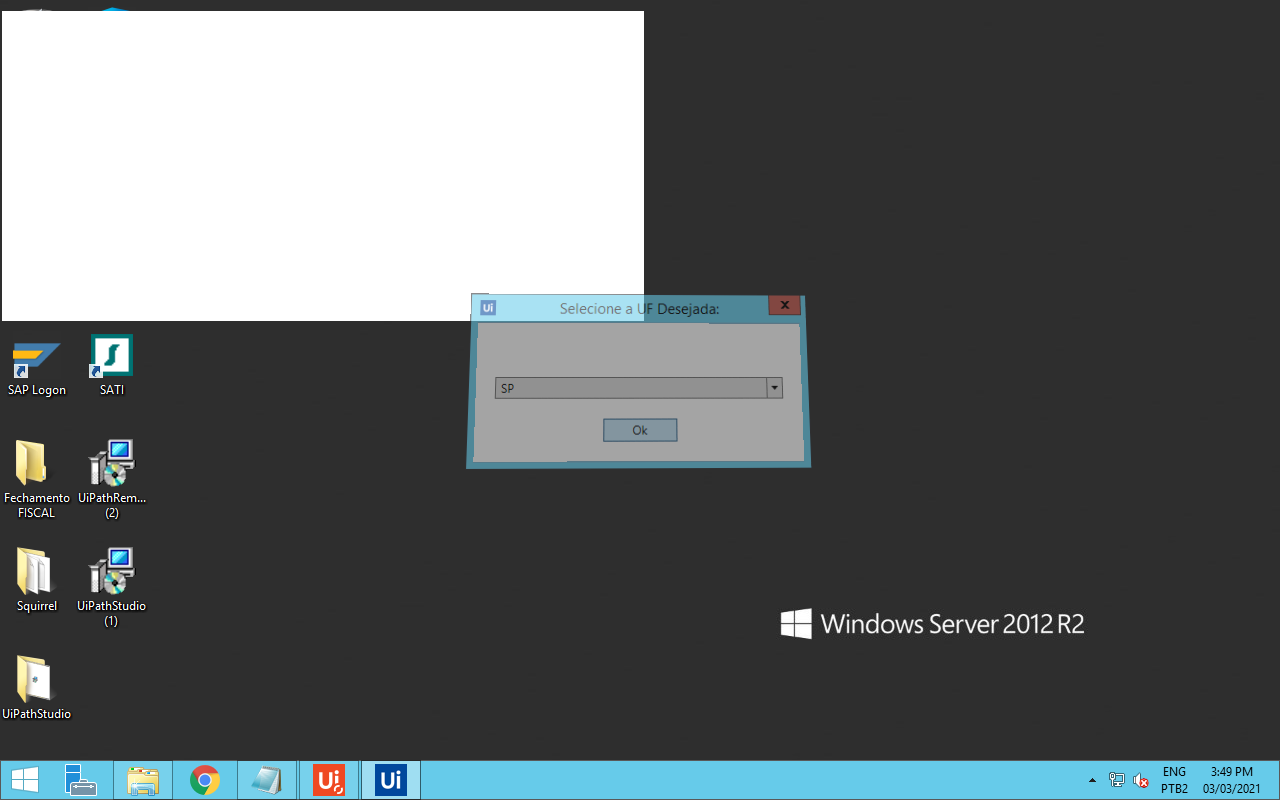 Ui
Selecione a UF Desejada:
x
SP
Ok
SAP Logon
SATI
Fechamento
FISCAL
UiPathRem...
(2)
Squirrel
UiPathStudio
(1)
UiPathStudio
Windows Server 2012 R2
Ui
Ui
ENG
PTB2
3:49 PM
03/03/2021